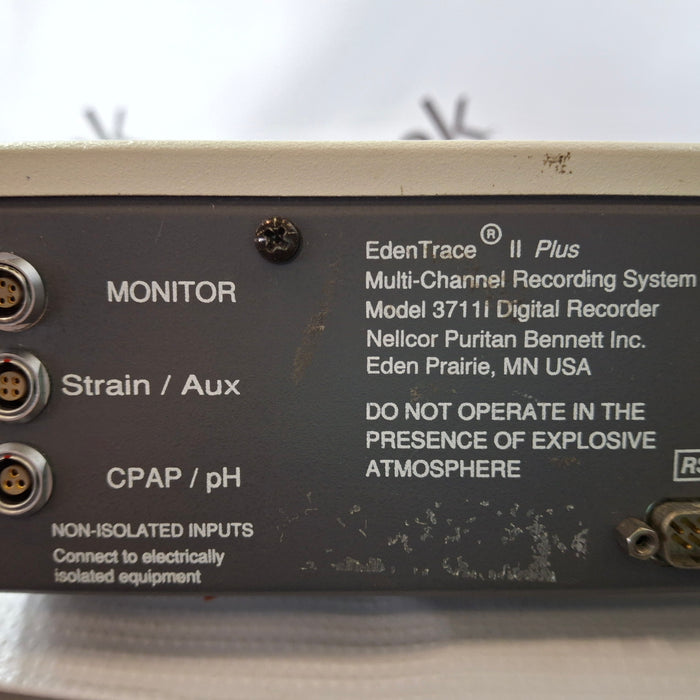 EdenTrace® II Plus
Multi-Channel Recording System
Model 3711I Digital Recorder
Nellcor Puritan Bennett Inc.
Eden Prairie, MN USA
DO NOT OPERATE IN THE
PRESENCE OF EXPLOSIVE
ATMOSPHERE
MONITOR
Strain / Aux
CPAP / pH
NON-ISOLATED INPUTS
Connect to electrically
isolated equipment